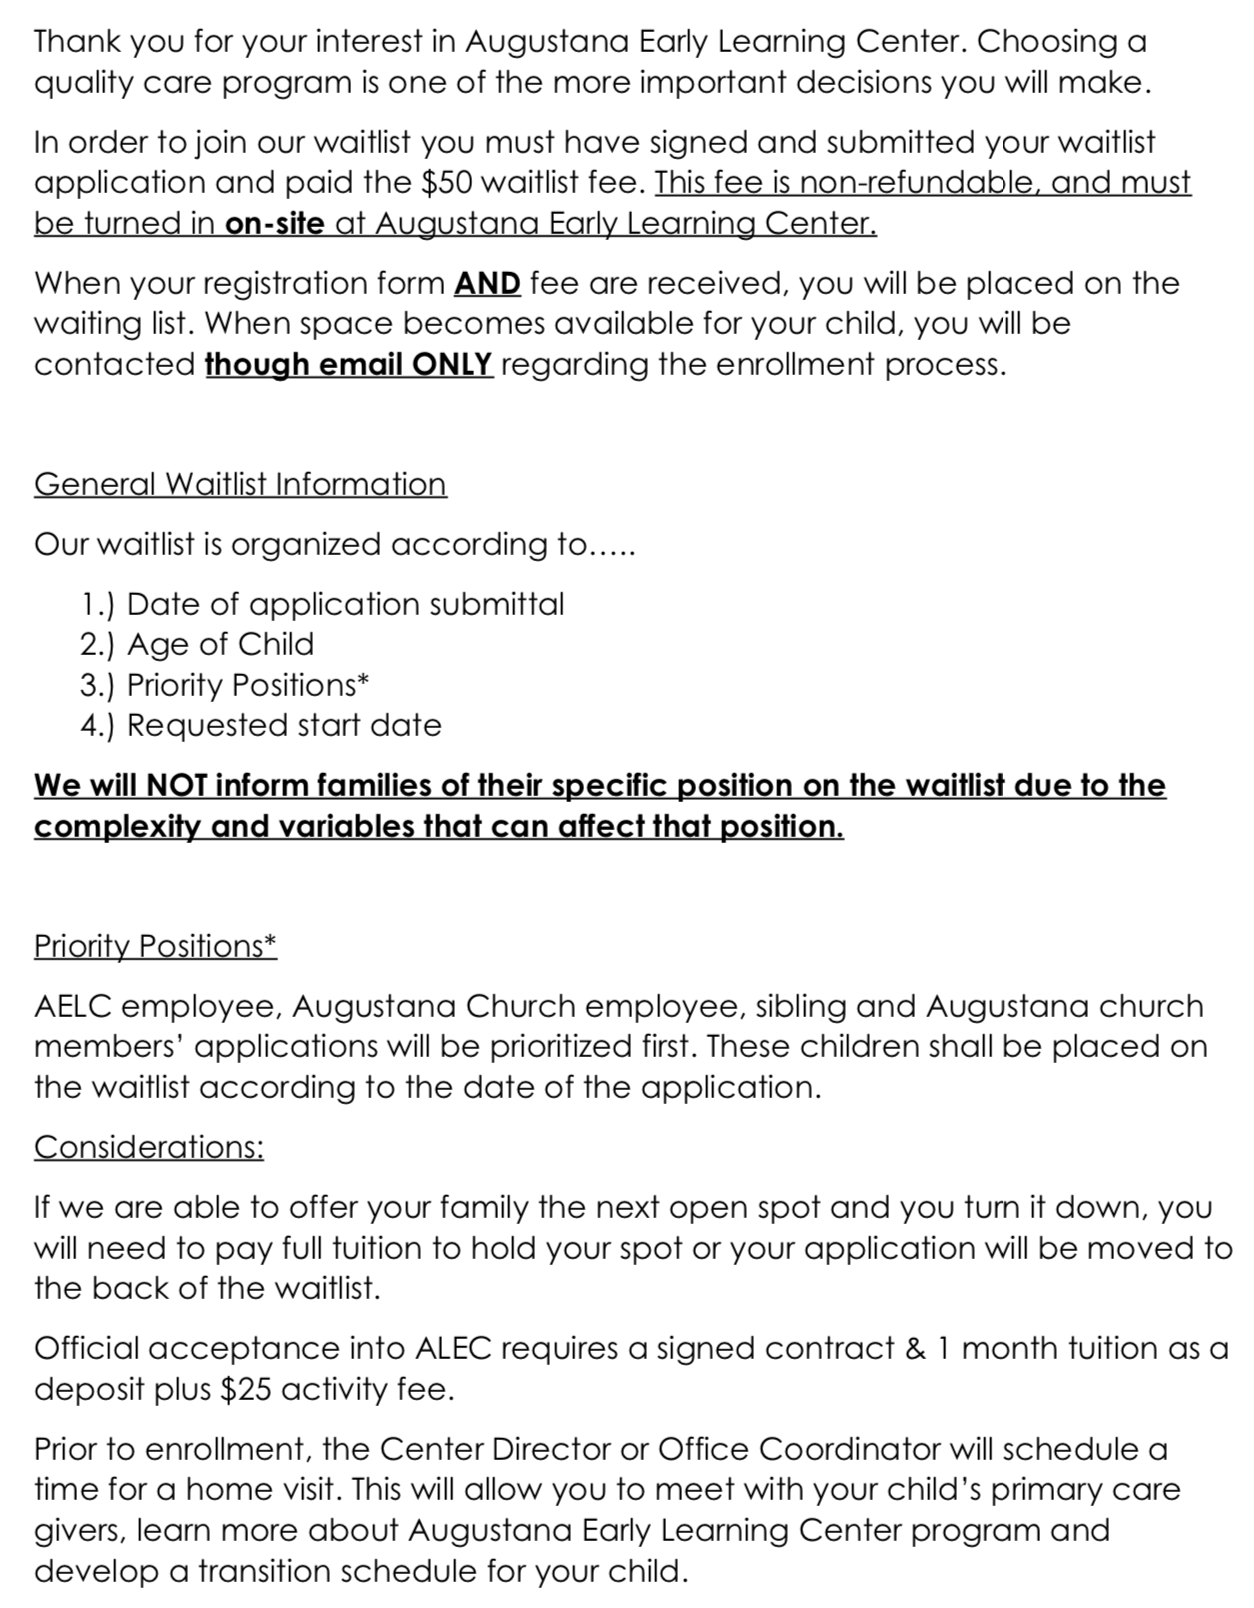 Thank you for your interest in Augustana Early Learning Center. Choosing a
quality care program is one of the more important decisions you will make.
In order to join our waitlist you must have signed and submitted your waitlist
application and paid the $50 waitlist fee. This fee is non-refundable, and must
be turned in on-site at Augustana Early Learning Center.
When your registration form AND fee are received, you will be placed on the
waiting list. When space becomes available for your child, you will be
contacted though email ONLY regarding the enrollment process.
General Waitlist Information
Our waitlist is organized according to…..
1.) Date of application submittal
2.) Age of Child
3.) Priority Positions*
4.) Requested start date
We will NOT inform families of their specific position on the waitlist due to the
complexity and variables that can affect that position.
Priority Positions*
AELC employee, Augustana Church employee, sibling and Augustana church
members’ applications will be prioritized first. These children shall be placed on
the waitlist according to the date of the application.
Considerations:
If we are able to offer your family the next open spot and you turn it down, you
will need to pay full tuition to hold your spot or your application will be moved to
the back of the waitlist.
Official acceptance into ALEC requires a signed contract & 1 month tuition as a
deposit plus $25 activity fee.
Prior to enrollment, the Center Director or Office Coordinator will schedule a
time for a home visit. This will allow you to meet with your child’s primary care
givers, learn more about Augustana Early Learning Center program and
develop a transition schedule for your child.